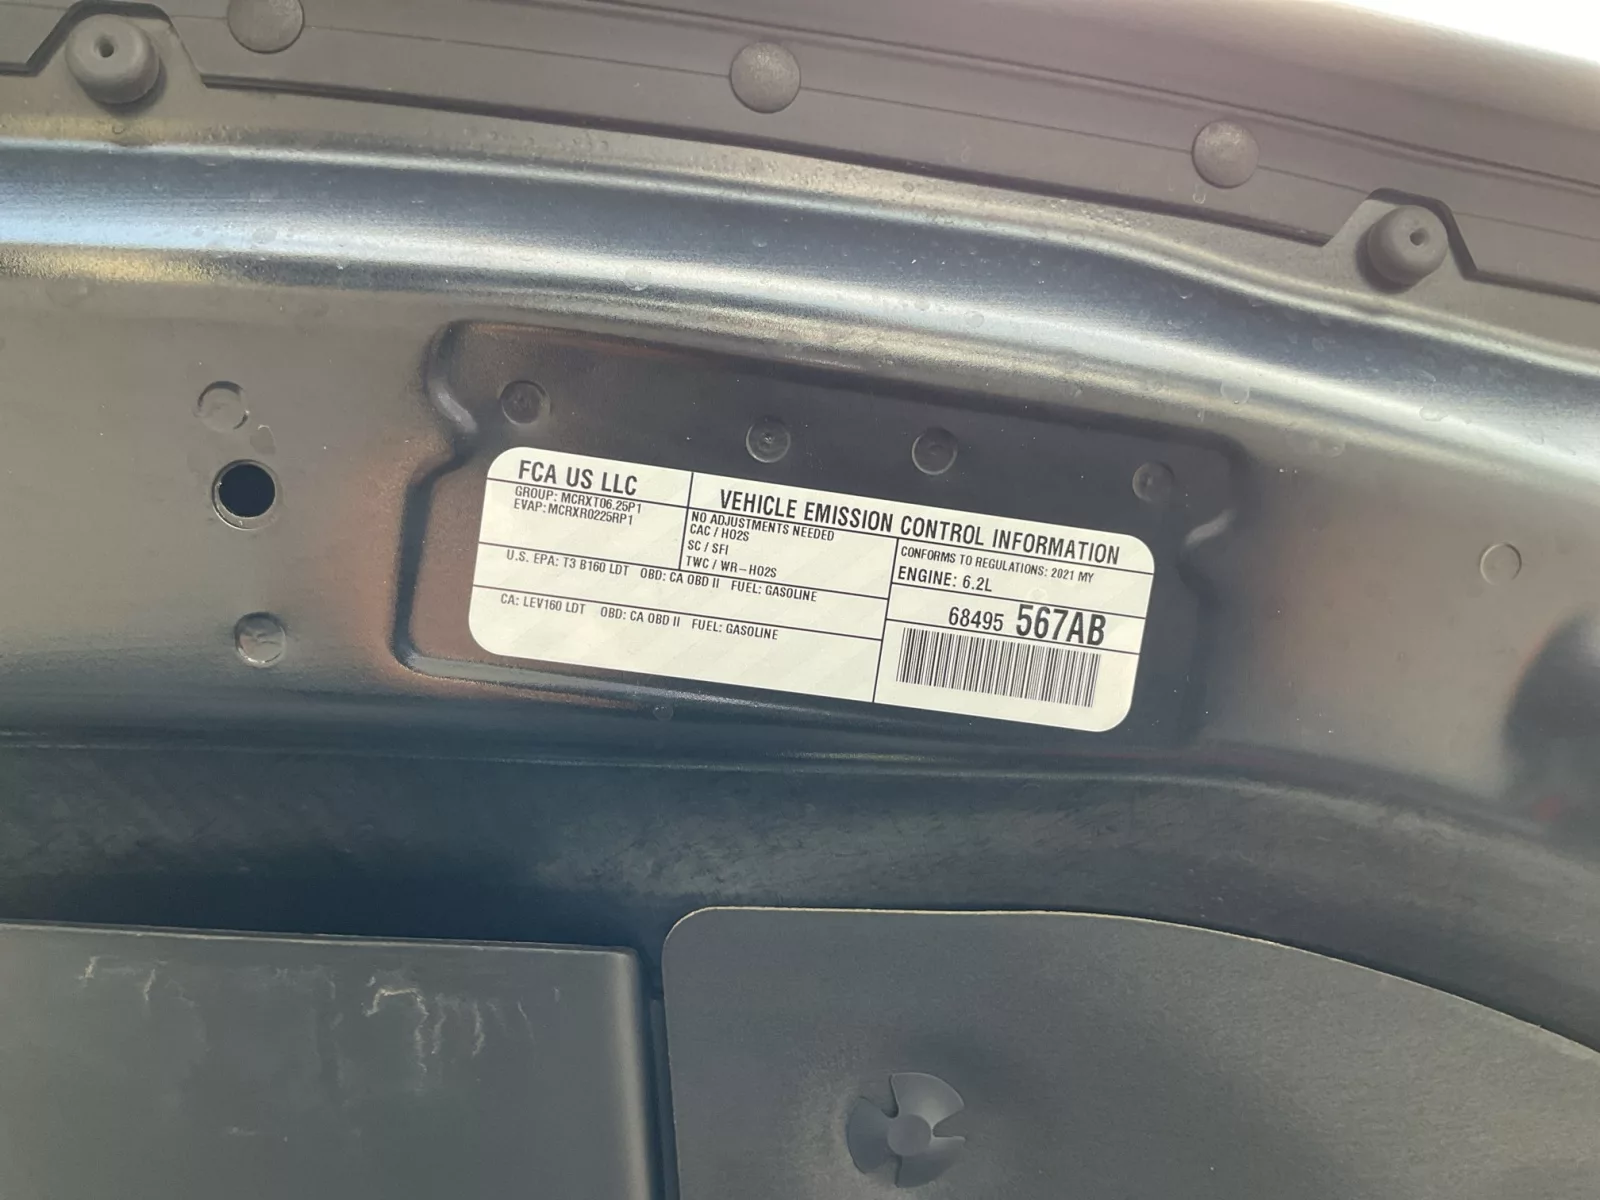 FCA US LLC
GROUP: MCRXT06.25P1
EVAP: MCRXR0225RP1
VEHICLE EMISSION CONTROL INFORMATION
NO ADJUSTMENTS NEEDED
CAC / HO2S
SC / SFI
TWC / WR-HO2S
CONFORMS TO REGULATIONS: 2021 MY
ENGINE: 6.2L
U.S. EPA: T3 B160 LDT OBD: CA OBD II FUEL: GASOLINE
CA: LEV160 LDT OBD: CA OBD II FUEL: GASOLINE
68495 567AB